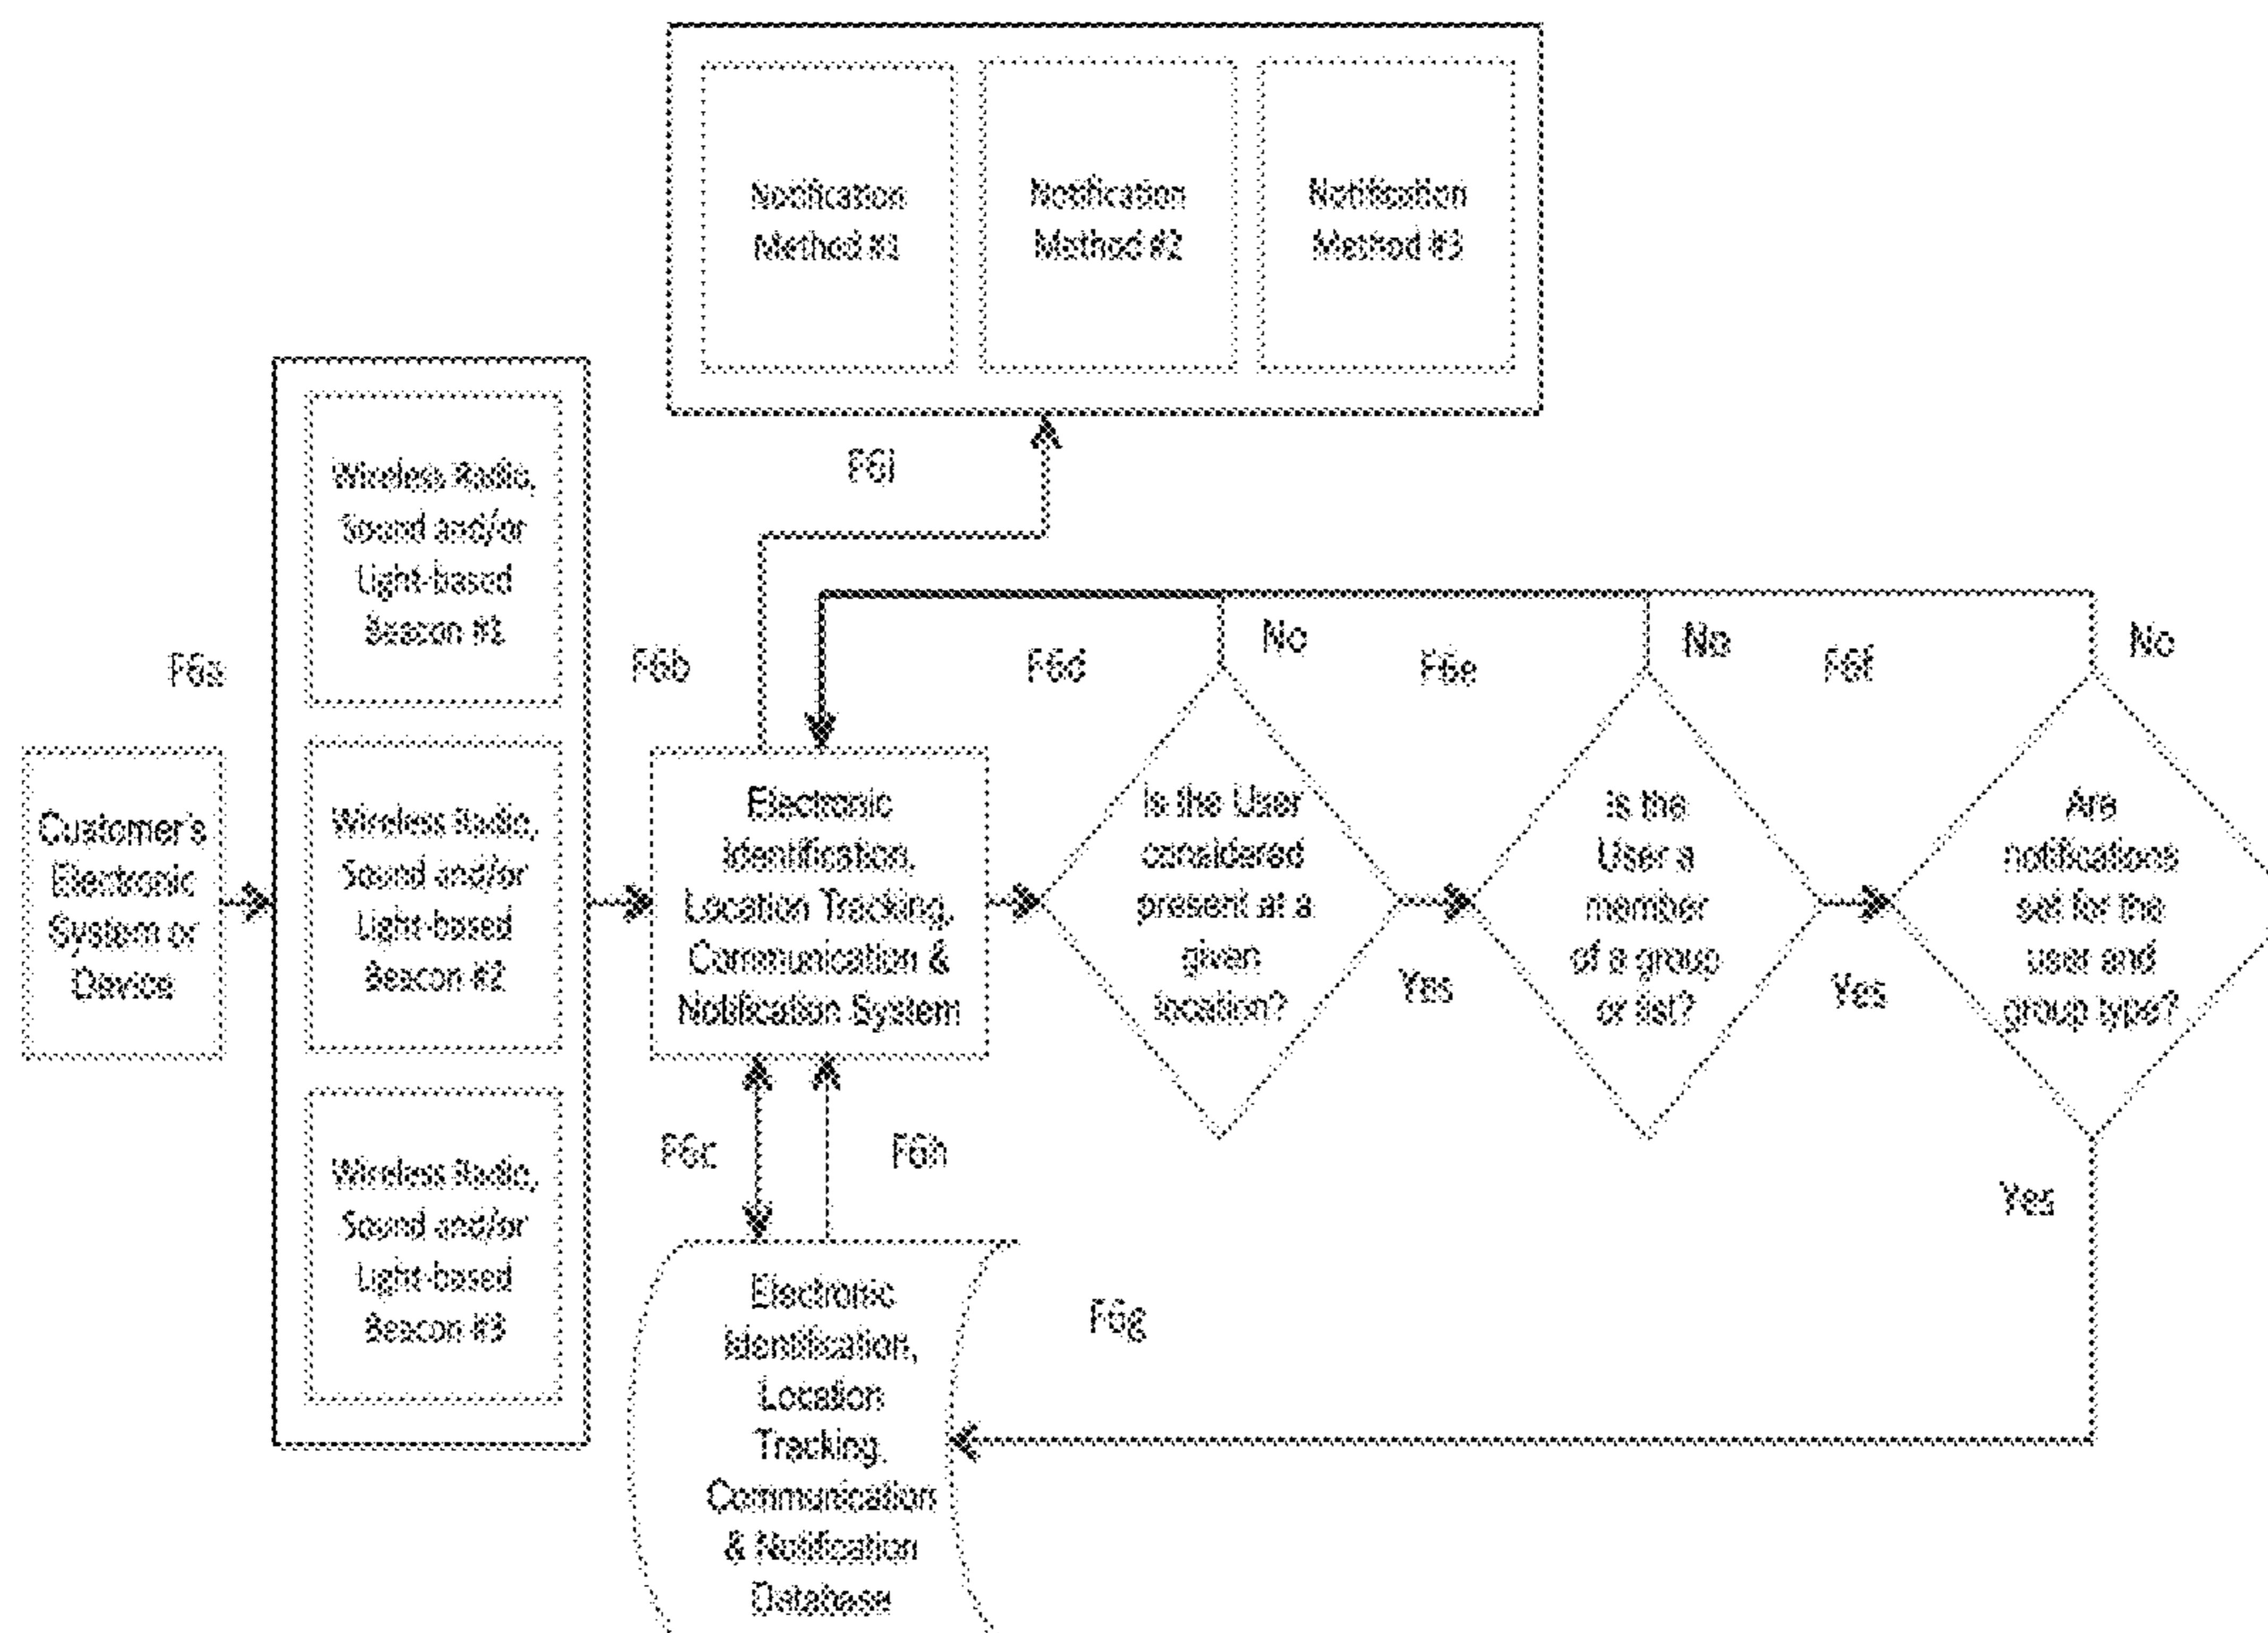 Notification
Method #1
Notification
Method #2
Notification
Method #3
F6i
Wireless Radio,
Sound and/or
Light-based
Beacon #1
F6a
F6b
F6d
No
F6e
No
F6f
No
Customer's
Electronic
System or
Device
Wireless Radio,
Sound and/or
Light-based
Beacon #2
Electronic
Identification,
Location Tracking,
Communication &
Notification System
Is the User
considered
present at a
given
location?
Yes
Is the
User a
member
of a group
or list?
Yes
Are
notifications
set for the
user and
group type?
Yes
F6c
F6h
Wireless Radio,
Sound and/or
Light-based
Beacon #3
Electronic
Identification,
Location
Tracking,
Communication
& Notification
Database
F6g